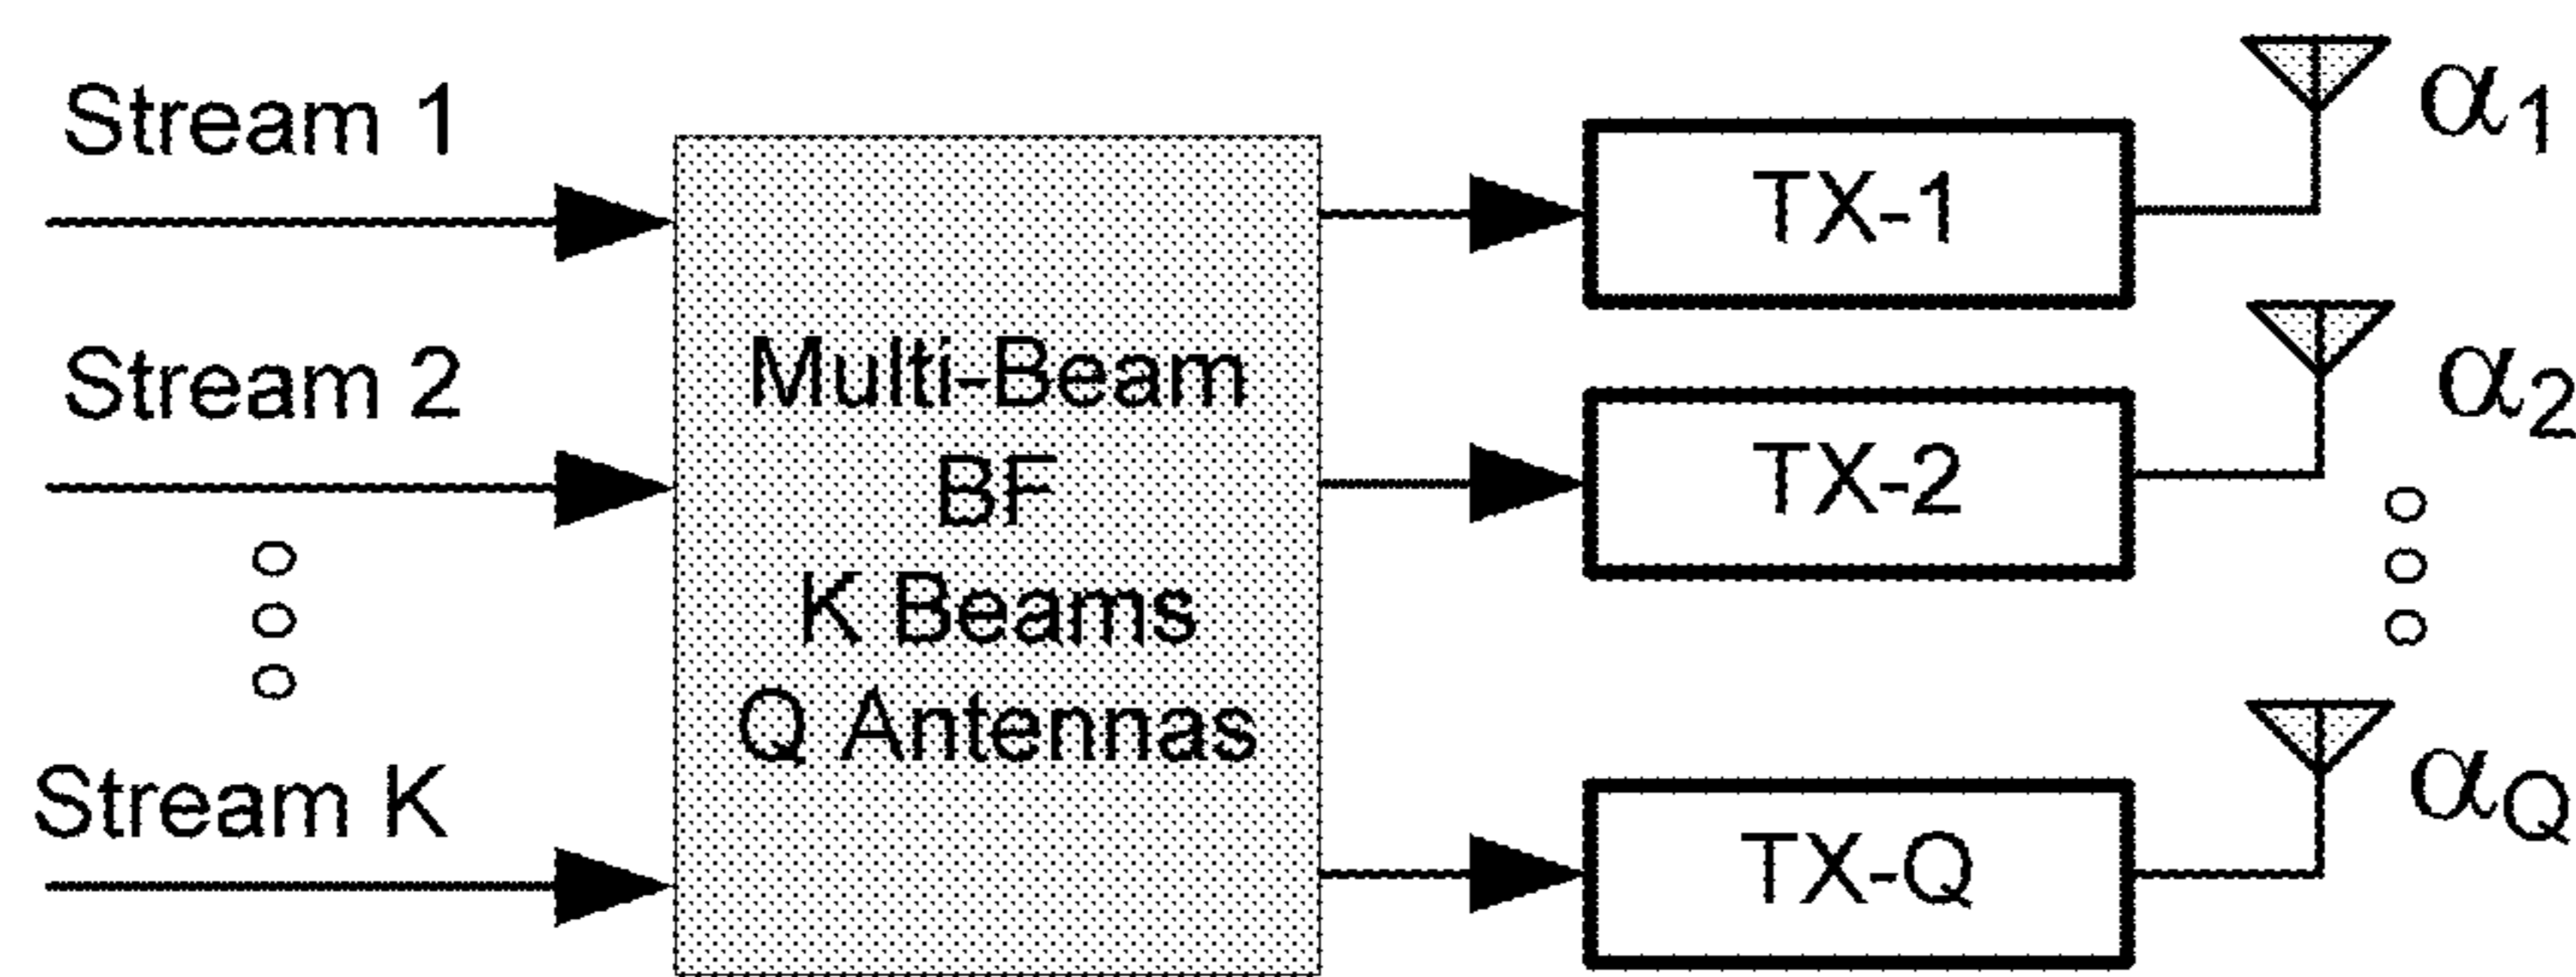 Stream 1
Stream 2
Stream K
Multi-Beam
BF
K Beams
Q Antennas
TX-1
TX-2
TX-Q
α1
α2
αQ